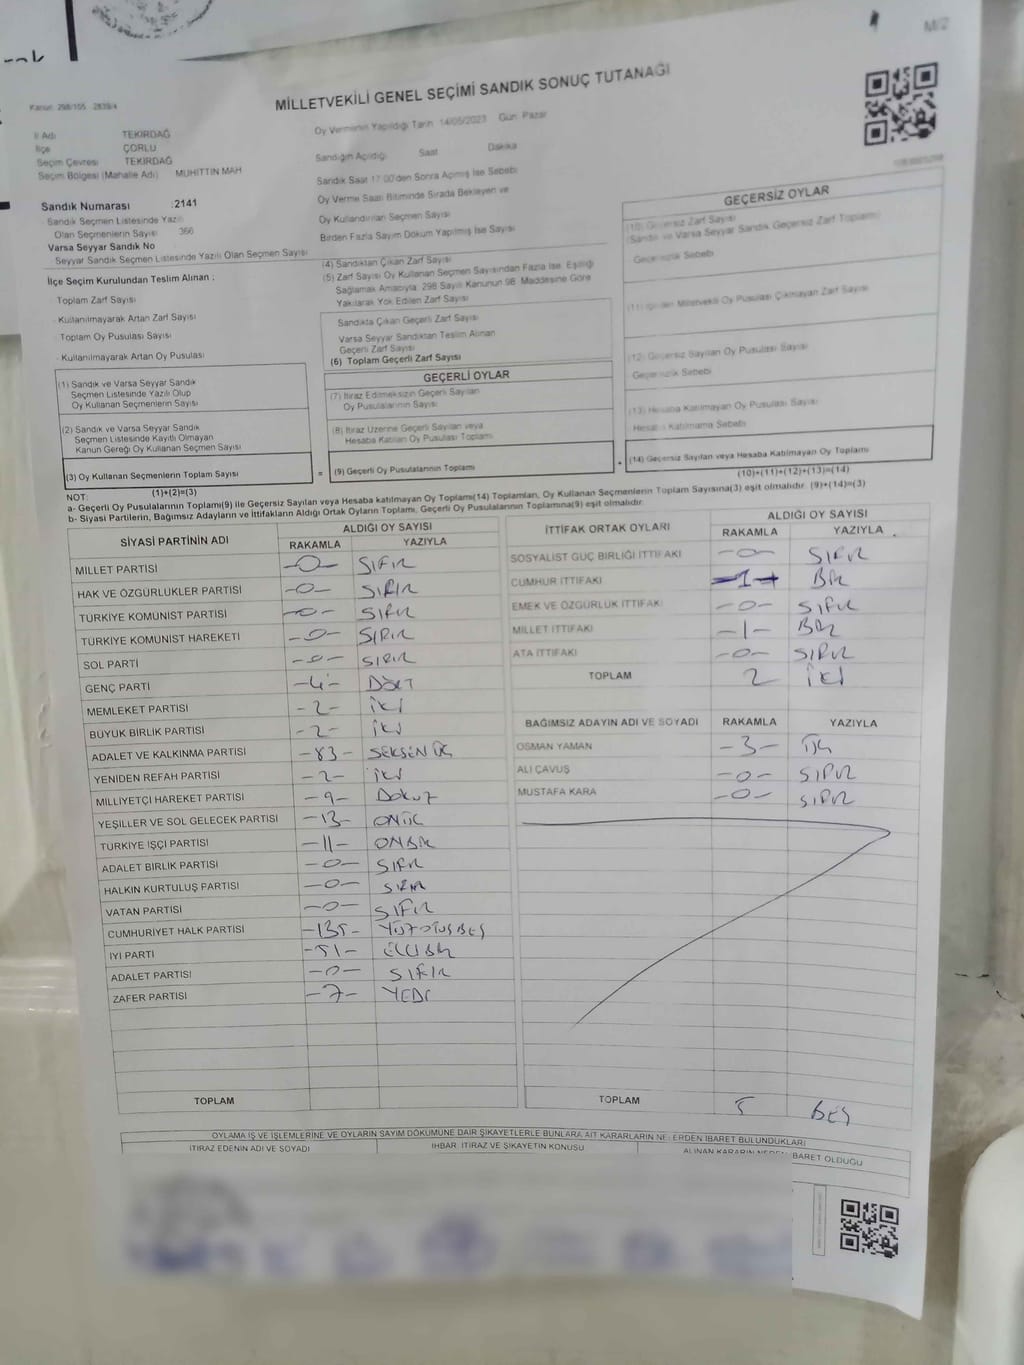 M/2
MİLLETVEKİLİ GENEL SEÇİMİ SANDIK SONUÇ TUTANAĞI
Kanun: 298/105
İl Adı TEKİRDAĞ
İlçe ÇORLU
Seçim Çevresi TEKİRDAĞ
Seçim Bölgesi (Mahalle Adı) MUHİTTİN MAH
Sandık Numarası :2141
Sandık Seçmen Listesinde Yazılı
Olan Seçmenlerin Sayısı 366
Varsa Seyyar Sandık No
Seyyar Sandık Seçmen Listesinde Yazılı Olan Seçmen Sayısı
İlçe Seçim Kurulundan Teslim Alınan :
Toplam Zarf Sayısı
- Kullanılmayarak Artan Zarf Sayısı
Toplam Oy Pusulası Sayısı
- Kullanılmayarak Artan Oy Pusulası
(1) Sandık ve Varsa Seyyar Sandık
Seçmen Listesinde Yazılı Olup
Oy Kullanan Seçmenlerin Sayısı
(2) Sandık ve Varsa Seyyar Sandık
Seçmen Listesinde Kayıtlı Olmayan
Kanun Gereği Oy Kullanan Seçmen Sayısı
(3) Oy Kullanan Seçmenlerin Toplam Sayısı
(1)+(2)=(3)
Oy Vermenin Yapıldığı Tarih 14/05/2023 Gün: Pazar
Sandığın Açıldığı Saat Dakika
Sandık Saat 17:00'den Sonra Açılmış İse Sebebi
Oy Verme Saati Bitiminde Sırada Bekleyen ve
Oy Kullandırılan Seçmen Sayısı
Birden Fazla Sayım Döküm Yapılmış İse Sayısı
(4) Sandıktan Çıkan Zarf Sayısı
(5) Zarf Sayısı Oy Kullanan Seçmen Sayısından Fazla İse, Eşitliği
Sağlamak Amacıyla, 298 Sayılı Kanunun 98. Maddesine Göre
Yakılarak Yok Edilen Zarf Sayısı
Sandıkta Çıkan Geçerli Zarf Sayısı
Varsa Seyyar Sandıktan Teslim Alınan
Geçerli Zarf Sayısı
(6) Toplam Geçerli Zarf Sayısı
GEÇERLİ OYLAR
(7) İtiraz Edilmeksizin Geçerli Sayılan
Oy Pusulalarının Sayısı
(8) İtiraz Üzerine Geçerli Sayılan veya
Hesaba Katılan Oy Pusulası Toplamı
= (9) Geçerli Oy Pusulalarının Toplamı
GEÇERSİZ OYLAR
(10) Geçersiz Zarf Sayısı
(Sandık ve Varsa Seyyar Sandık Geçersiz Zarf Toplamı)
Geçersizlik Sebebi
(11) İçinden Milletvekili Oy Pusulası Çıkmayan Zarf Sayısı
(12) Geçersiz Sayılan Oy Pusulası Sayısı
Geçersizlik Sebebi
(13) Hesaba Katılmayan Oy Pusulası Sayısı
Hesaba Katılmama Sebebi
+ (14) Geçersiz Sayılan veya Hesaba Katılmayan Oy Toplamı
(10)+(11)+(12)+(13)=(14)
NOT:
a- Geçerli Oy Pusulalarının Toplamı(9) ile Geçersiz Sayılan veya Hesaba katılmayan Oy Toplamı(14) Toplamları, Oy Kullanan Seçmenlerin Toplam Sayısına(3) eşit olmalıdır. (9)+(14)=(3)
b- Siyasi Partilerin, Bağımsız Adayların ve İttifakların Aldığı Ortak Oyların Toplamı, Geçerli Oy Pusulalarının Toplamına(9) eşit olmalıdır.
SİYASİ PARTİNİN ADI ALDIĞI OY SAYISI
RAKAMLA YAZIYLA
MİLLET PARTİSİ -0- SIFIR
HAK VE ÖZGÜRLÜKLER PARTİSİ -0- SIFIR
TÜRKİYE KOMÜNİST PARTİSİ -0- SIFIR
TÜRKİYE KOMÜNİST HAREKETİ -0- SIFIR
SOL PARTİ -0- SIFIR
GENÇ PARTİ -4- DÖRT
MEMLEKET PARTİSİ -2- İKİ
BÜYÜK BİRLİK PARTİSİ -2- İKİ
ADALET VE KALKINMA PARTİSİ -83- SEKSEN ÜÇ
YENİDEN REFAH PARTİSİ -2- İKİ
MİLLİYETÇİ HAREKET PARTİSİ -9- DOKUZ
YEŞİLLER VE SOL GELECEK PARTİSİ -13- ONÜÇ
TÜRKİYE İŞÇİ PARTİSİ -11- ONBİR
ADALET BİRLİK PARTİSİ -0- SIFIR
HALKIN KURTULUŞ PARTİSİ -0- SIFIR
VATAN PARTİSİ -0- SIFIR
CUMHURİYET HALK PARTİSİ -135- YÜZOTUZBEŞ
İYİ PARTİ -51- ELLİBİR
ADALET PARTİSİ -0- SIFIR
ZAFER PARTİSİ -7- YEDİ
TOPLAM
İTTİFAK ORTAK OYLARI ALDIĞI OY SAYISI
RAKAMLA YAZIYLA
SOSYALİST GÜÇ BİRLİĞİ İTTİFAKI -0- SIFIR
CUMHUR İTTİFAKI -1- BİR
EMEK VE ÖZGÜRLÜK İTTİFAKI -0- SIFIR
MİLLET İTTİFAKI -1- BİR
ATA İTTİFAKI -0- SIFIR
TOPLAM 2 İKİ
BAĞIMSIZ ADAYIN ADI VE SOYADI RAKAMLA YAZIYLA
OSMAN YAMAN -3- ÜÇ
ALİ ÇAVUŞ -0- SIFIR
MUSTAFA KARA -0- SIFIR
TOPLAM 5 BEŞ
OYLAMA İŞ VE İŞLEMLERİNE VE OYLARIN SAYIM DÖKÜMÜNE DAİR ŞİKAYETLERLE BUNLARA AİT KARARLARIN NELERDEN İBARET BULUNDUKLARI
İTİRAZ EDENİN ADI VE SOYADI İHBAR, İTİRAZ VE ŞİKAYETİN KONUSU ALINAN KARARIN NEDEN İBARET OLDUĞU